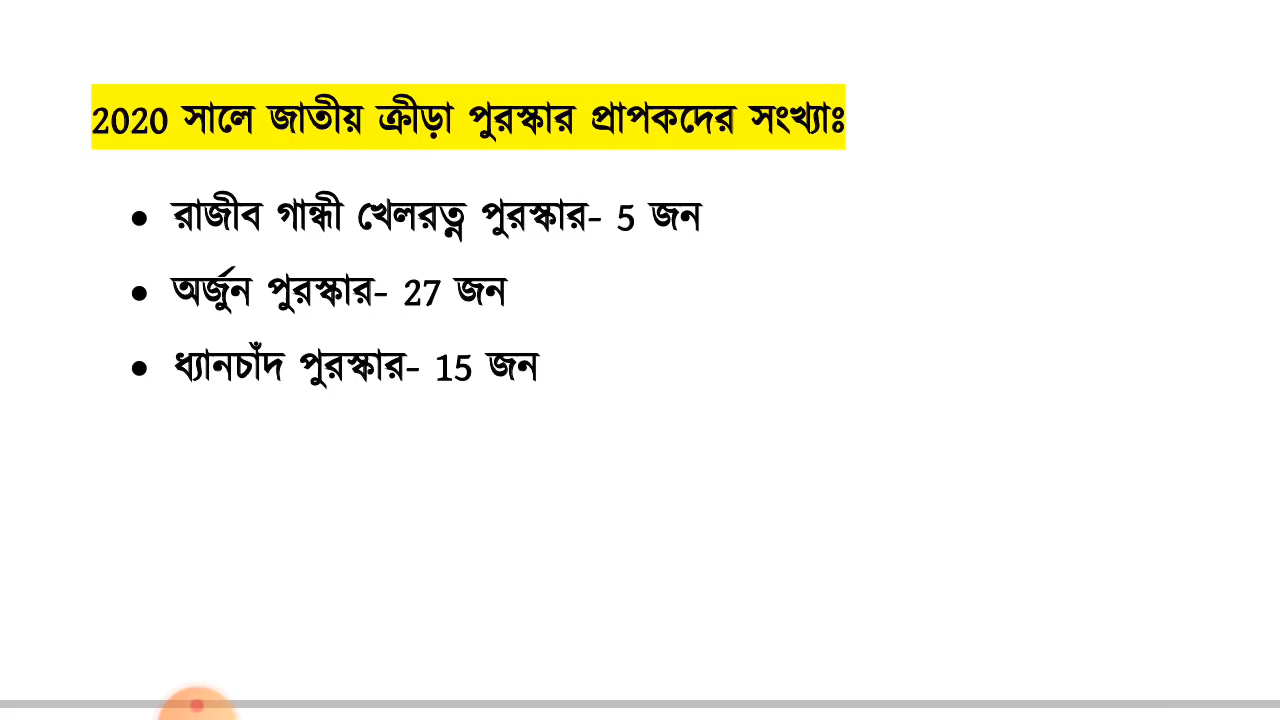 2020 সালে জাতীয় ক্রীড়া পুরস্কার প্রাপকদের সংখ্যাঃ
• রাজীব গান্ধী খেলরত্ন পুরস্কার- 5 জন
• অর্জুন পুরস্কার- 27 জন
• ধ্যানচাঁদ পুরস্কার- 15 জন